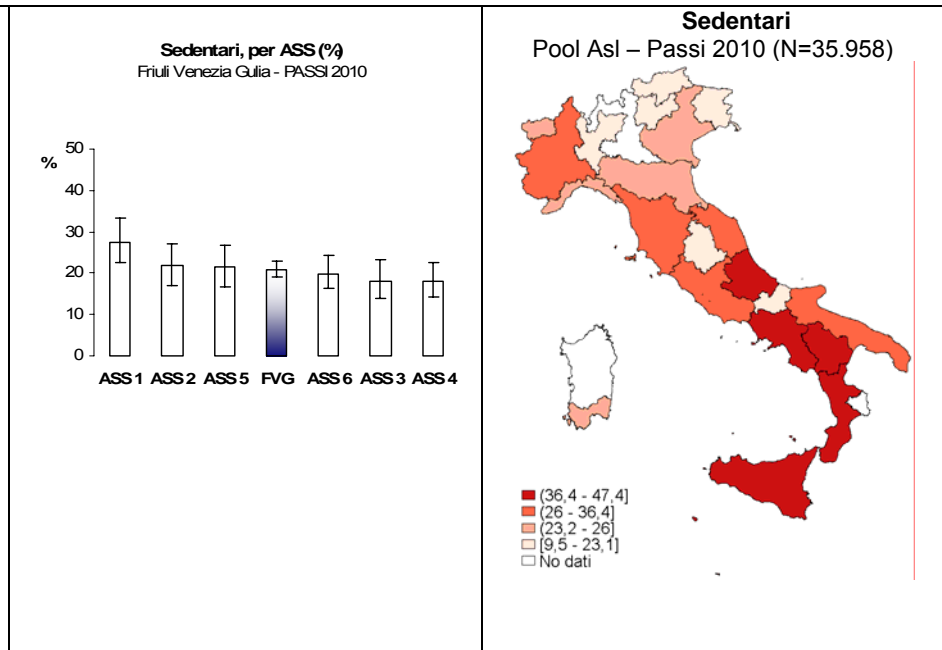 Sedentari, per ASS (%)
Friuli Venezia Gulia - PASSI 2010
%
50
40
30
20
10
0
ASS 1 ASS 2 ASS 5 FVG ASS 6 ASS 3 ASS 4
Sedentari
Pool Asl – Passi 2010 (N=35.958)
(36,4 - 47,4]
(26 - 36,4]
(23,2 - 26]
[9,5 - 23,1]
No dati